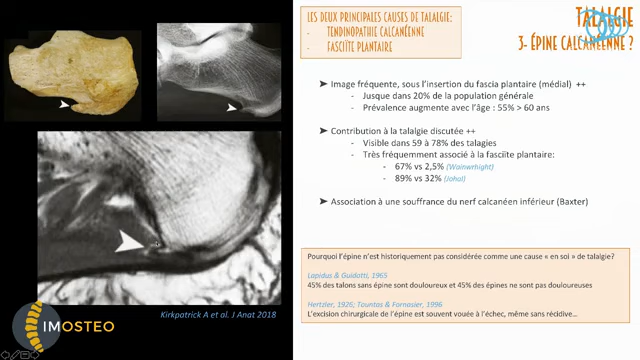 LES DEUX PRINCIPALES CAUSES DE TALALGIE:
- TENDINOPATHIE CALCANÉENNE
- FASCIÏTE PLANTAIRE
TALALGIE
3- ÉPINE CALCANÉENNE ?
➤ Image fréquente, sous l'insertion du fascia plantaire (médial) ++
- Jusque dans 20% de la population générale
- Prévalence augmente avec l'âge : 55% > 60 ans
➤ Contribution à la talalgie discutée ++
- Visible dans 59 à 78% des talagies
- Très fréquemment associé à la fasciïte plantaire:
- 67% vs 2,5% (Wainwrhight)
- 89% vs 32% (Johal)
➤ Association à une souffrance du nerf calcanéen inférieur (Baxter)
Pourquoi l'épine n'est historiquement pas considérée comme une cause « en soi » de talalgie?
Lapidus & Guidotti, 1965
45% des talons sans épine sont douloureux et 45% des épines ne sont pas douloureuses
Hertzler, 1926; Tountas & Fornasier, 1996
L'excision chirurgicale de l'épine est souvent vouée à l'échec, même sans récidive...
Kirkpatrick A et al. J Anat 2018
IMOSTEO